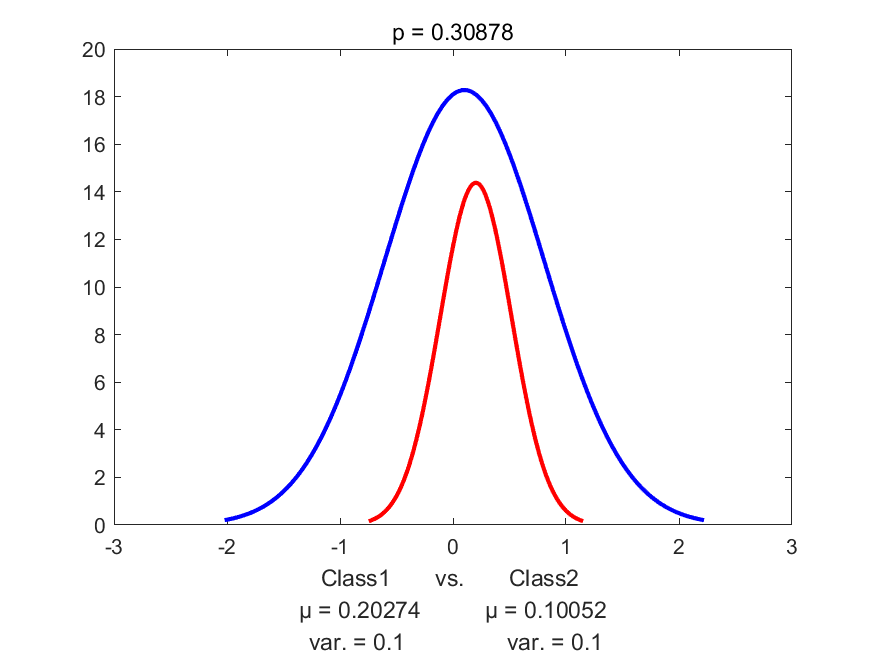 p = 0.30878
20
18
16
14
12
10
8
6
4
2
0
-3 -2 -1 0 1 2 3
Class1 vs. Class2
μ = 0.20274 μ = 0.10052
var. = 0.1 var. = 0.1